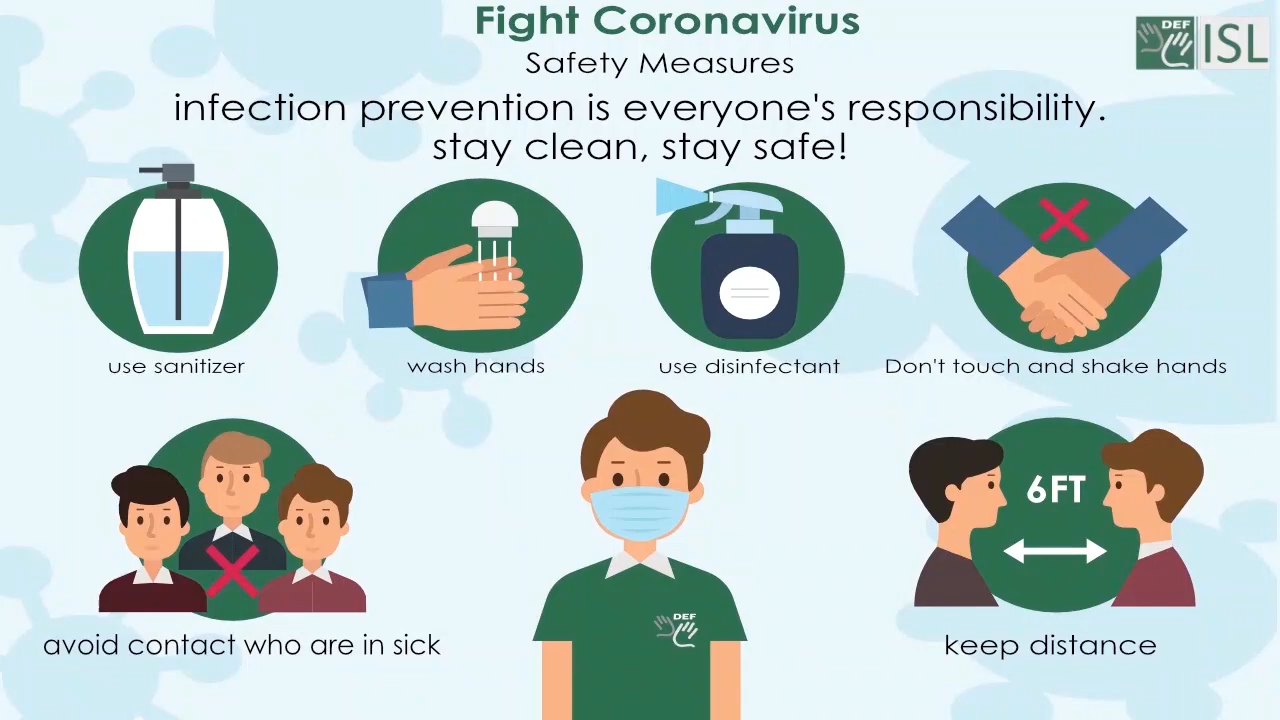 Fight Coronavirus
DEF
ISL
Safety Measures
infection prevention is everyone's responsibility.
stay clean, stay safe!
use sanitizer
wash hands
use disinfectant
Don't touch and shake hands
6FT
DEF
avoid contact who are in sick
keep distance